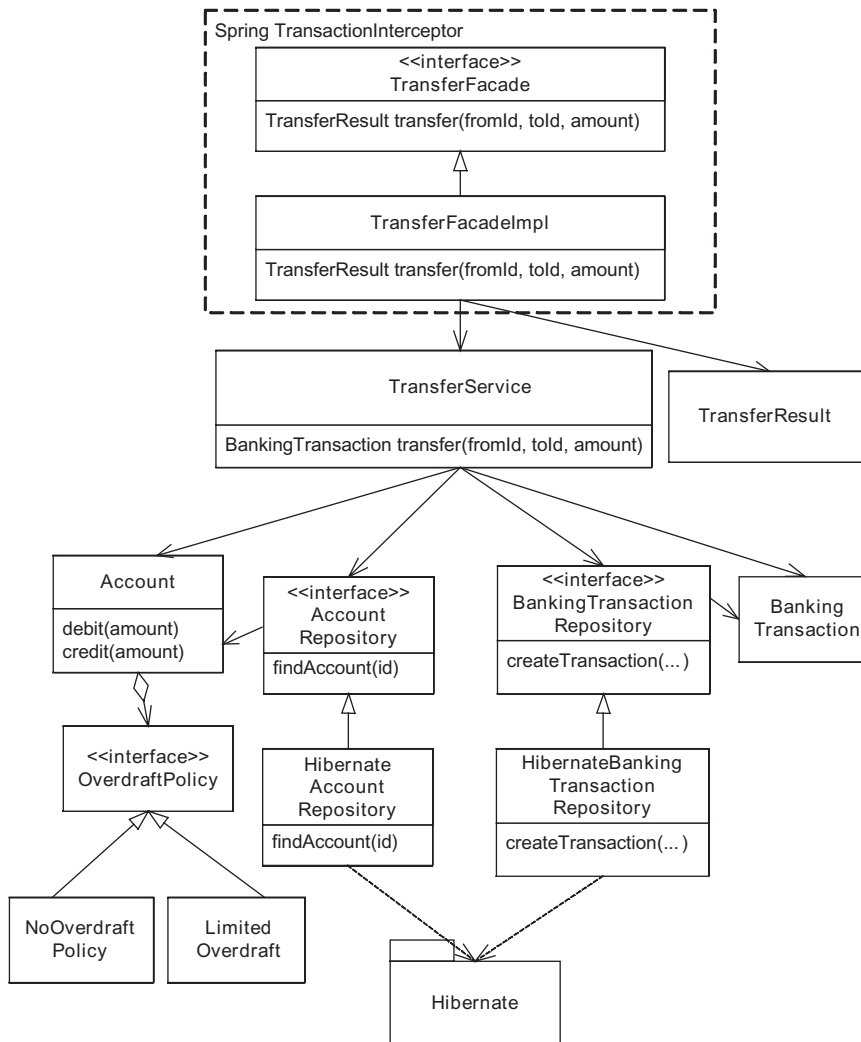 Spring TransactionInterceptor
<<interface>>
TransferFacade
TransferResult transfer(fromId, toId, amount)
TransferFacadeImpl
TransferResult transfer(fromId, toId, amount)
TransferService
BankingTransaction transfer(fromId, toId, amount)
TransferResult
Account
debit(amount)
credit(amount)
<<interface>>
Account
Repository
findAccount(id)
<<interface>>
BankingTransaction
Repository
createTransaction(... )
Banking
Transaction
<<interface>>
OverdraftPolicy
Hibernate
Account
Repository
findAccount(id)
HibernateBanking
Transaction
Repository
createTransaction(... )
NoOverdraft
Policy
Limited
Overdraft
Hibernate